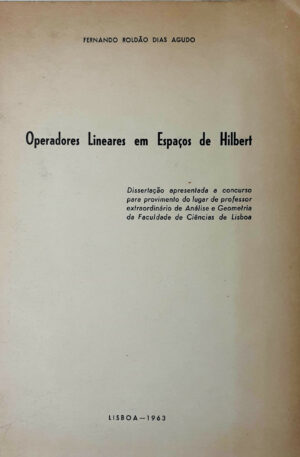 FERNANDO ROLDÃO DIAS AGUDO
Operadores Lineares em Espaços de Hilbert
Dissertação apresentada a concurso
para provimento do lugar de professor
extraordinário de Análise e Geometria
da Faculdade de Ciências de Lisboa
LISBOA—1963